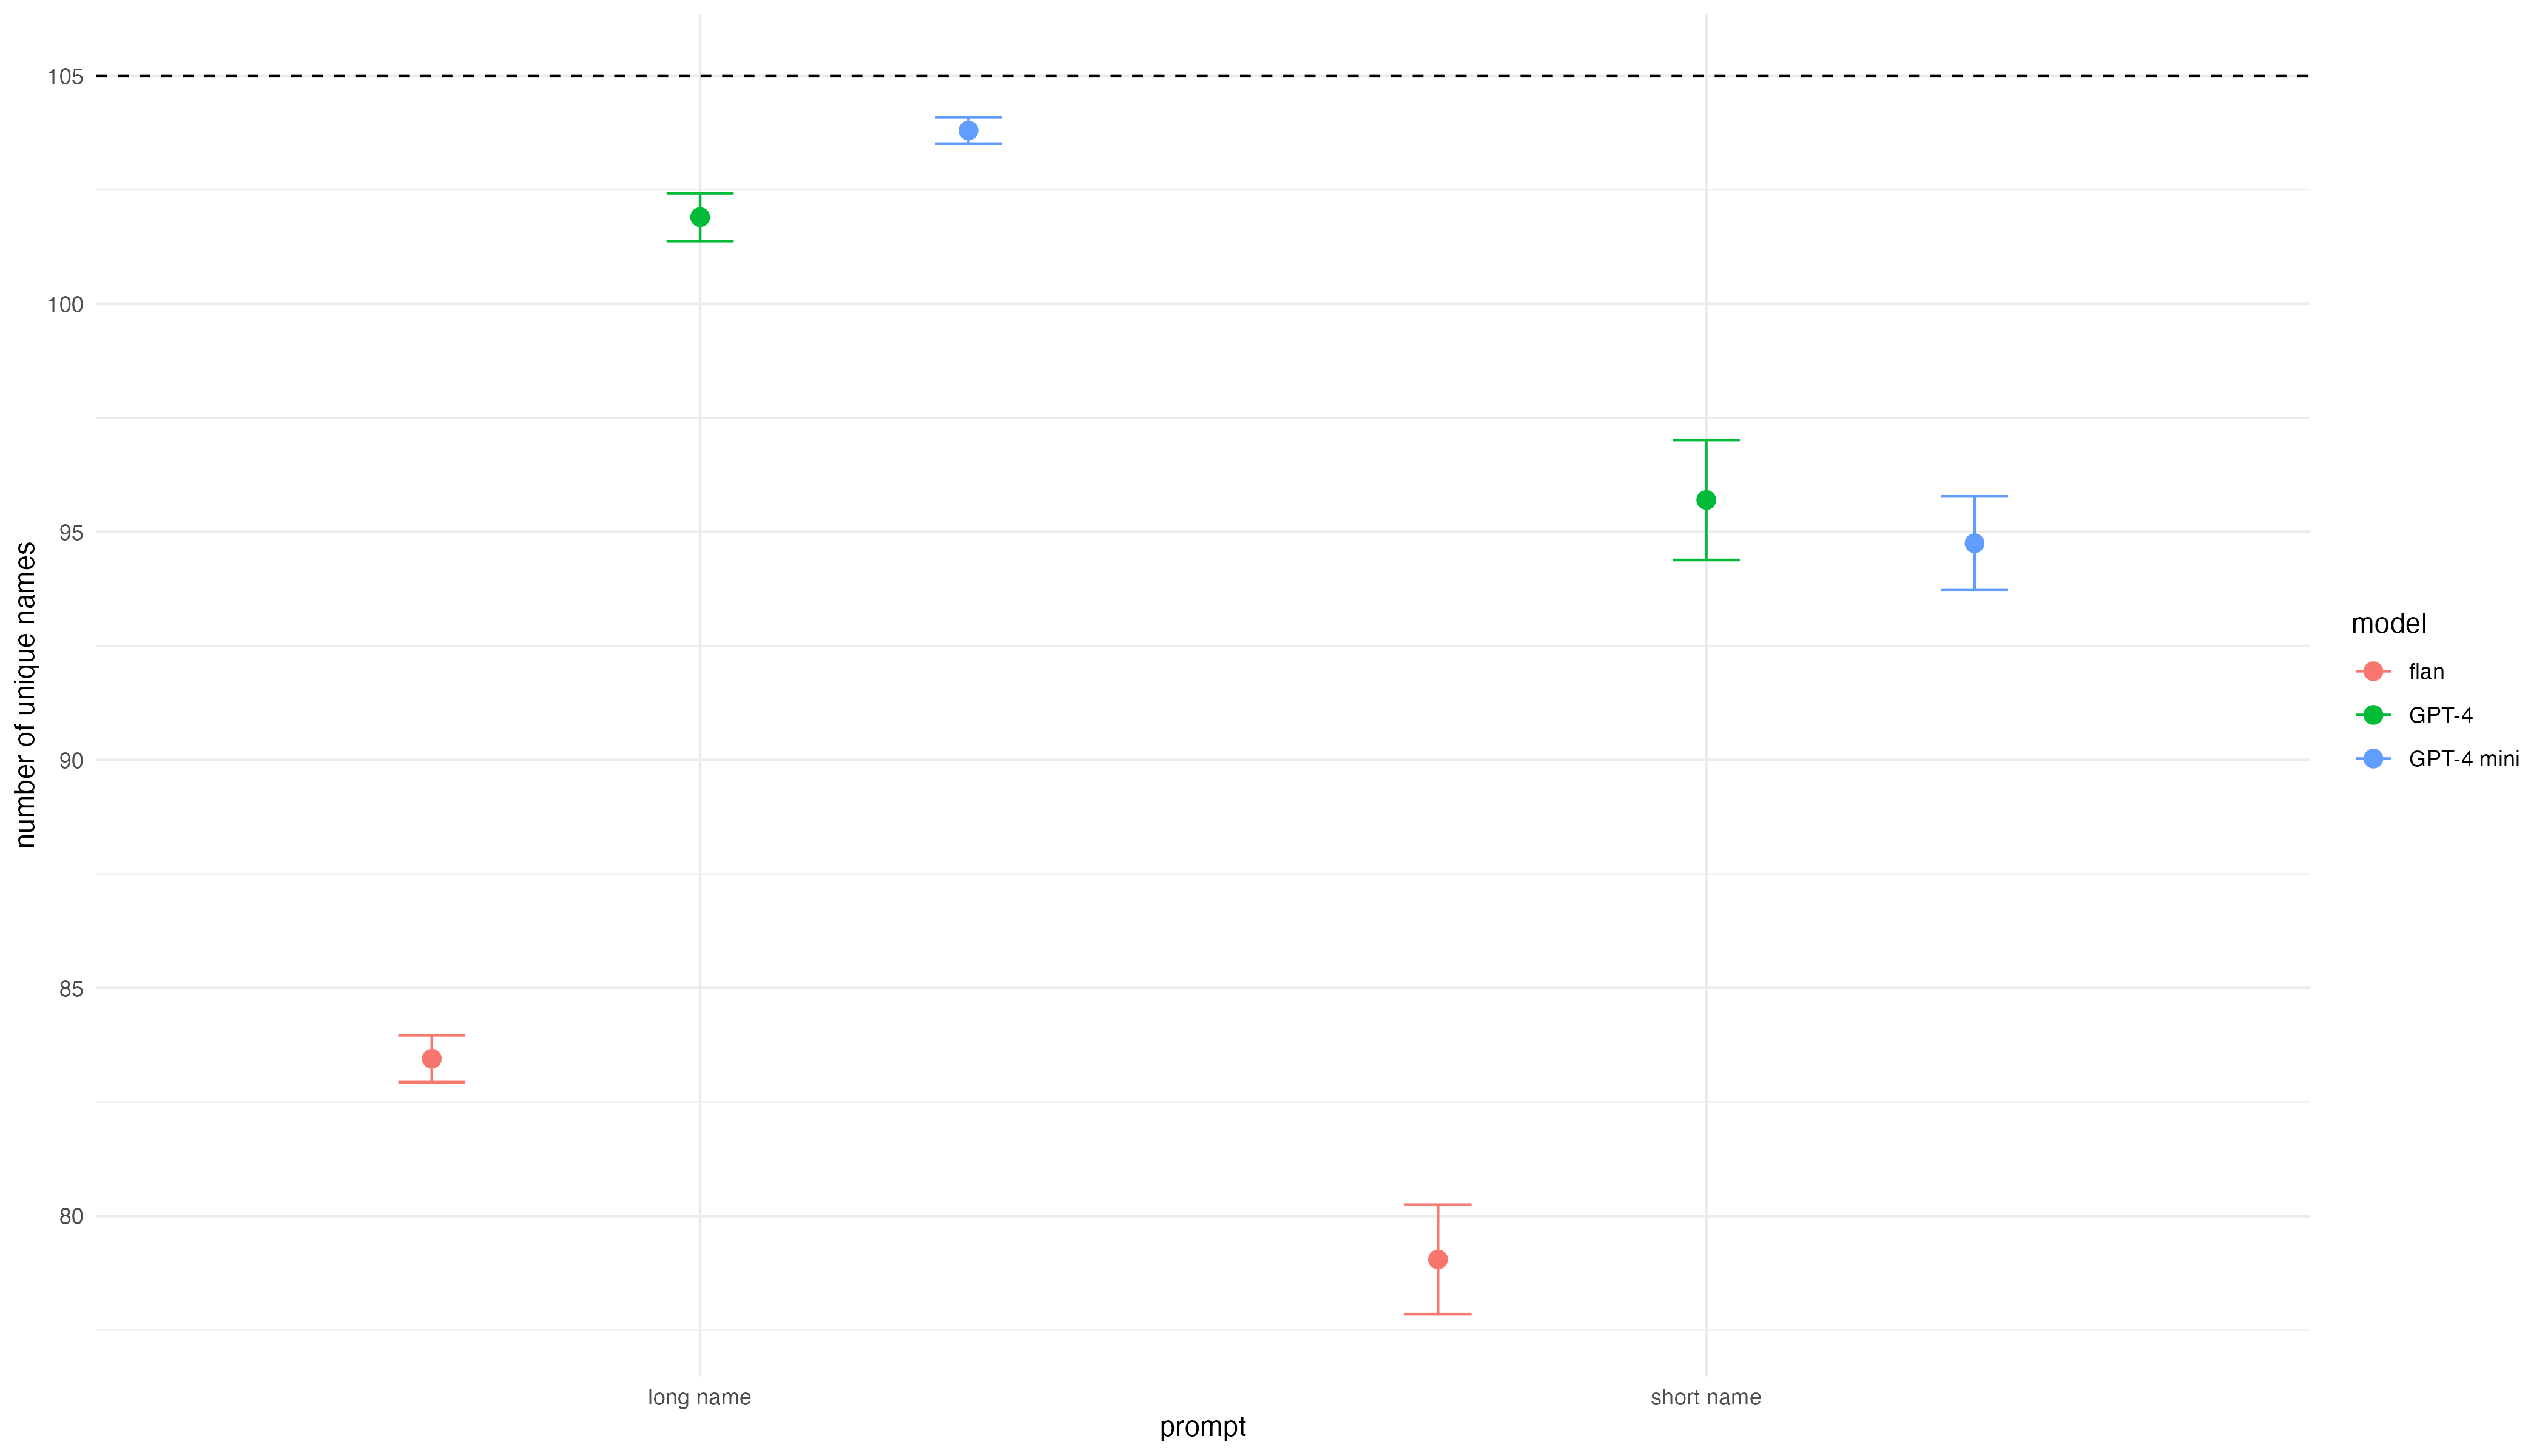 105
100
95
90
85
80
number of unique names
long name
short name
prompt
model
flan
GPT-4
GPT-4 mini